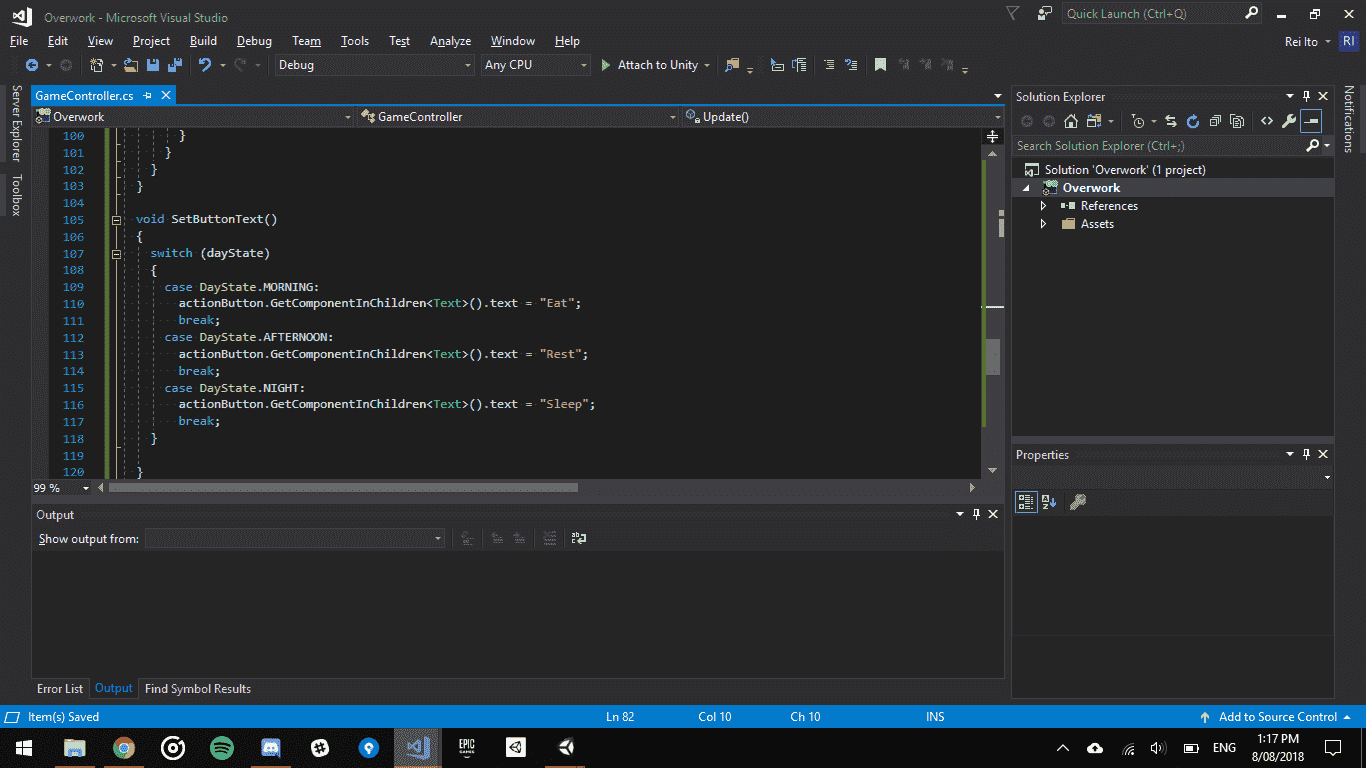 Overwork - Microsoft Visual Studio
Quick Launch (Ctrl+Q)
File Edit View Project Build Debug Team Tools Test Analyze Window Help
Rei Ito RI
Debug Any CPU Attach to Unity
Server Explorer
Toolbox
GameController.cs
Overwork GameController Update()
100 }
101 }
102 }
103 }
104
105 void SetButtonText()
106 {
107 switch (dayState)
108 {
109 case DayState.MORNING:
110 actionButton.GetComponentInChildren<Text>().text = "Eat";
111 break;
112 case DayState.AFTERNOON:
113 actionButton.GetComponentInChildren<Text>().text = "Rest";
114 break;
115 case DayState.NIGHT:
116 actionButton.GetComponentInChildren<Text>().text = "Sleep";
117 break;
118 }
119
120 }
99 %
Output
Show output from:
Error List Output Find Symbol Results
Solution Explorer
Search Solution Explorer (Ctrl+;)
Solution 'Overwork' (1 project)
Overwork
References
Assets
Properties
Notifications
Item(s) Saved Ln 82 Col 10 Ch 10 INS Add to Source Control
EPIC
GAMES
ENG
1:17 PM
8/08/2018